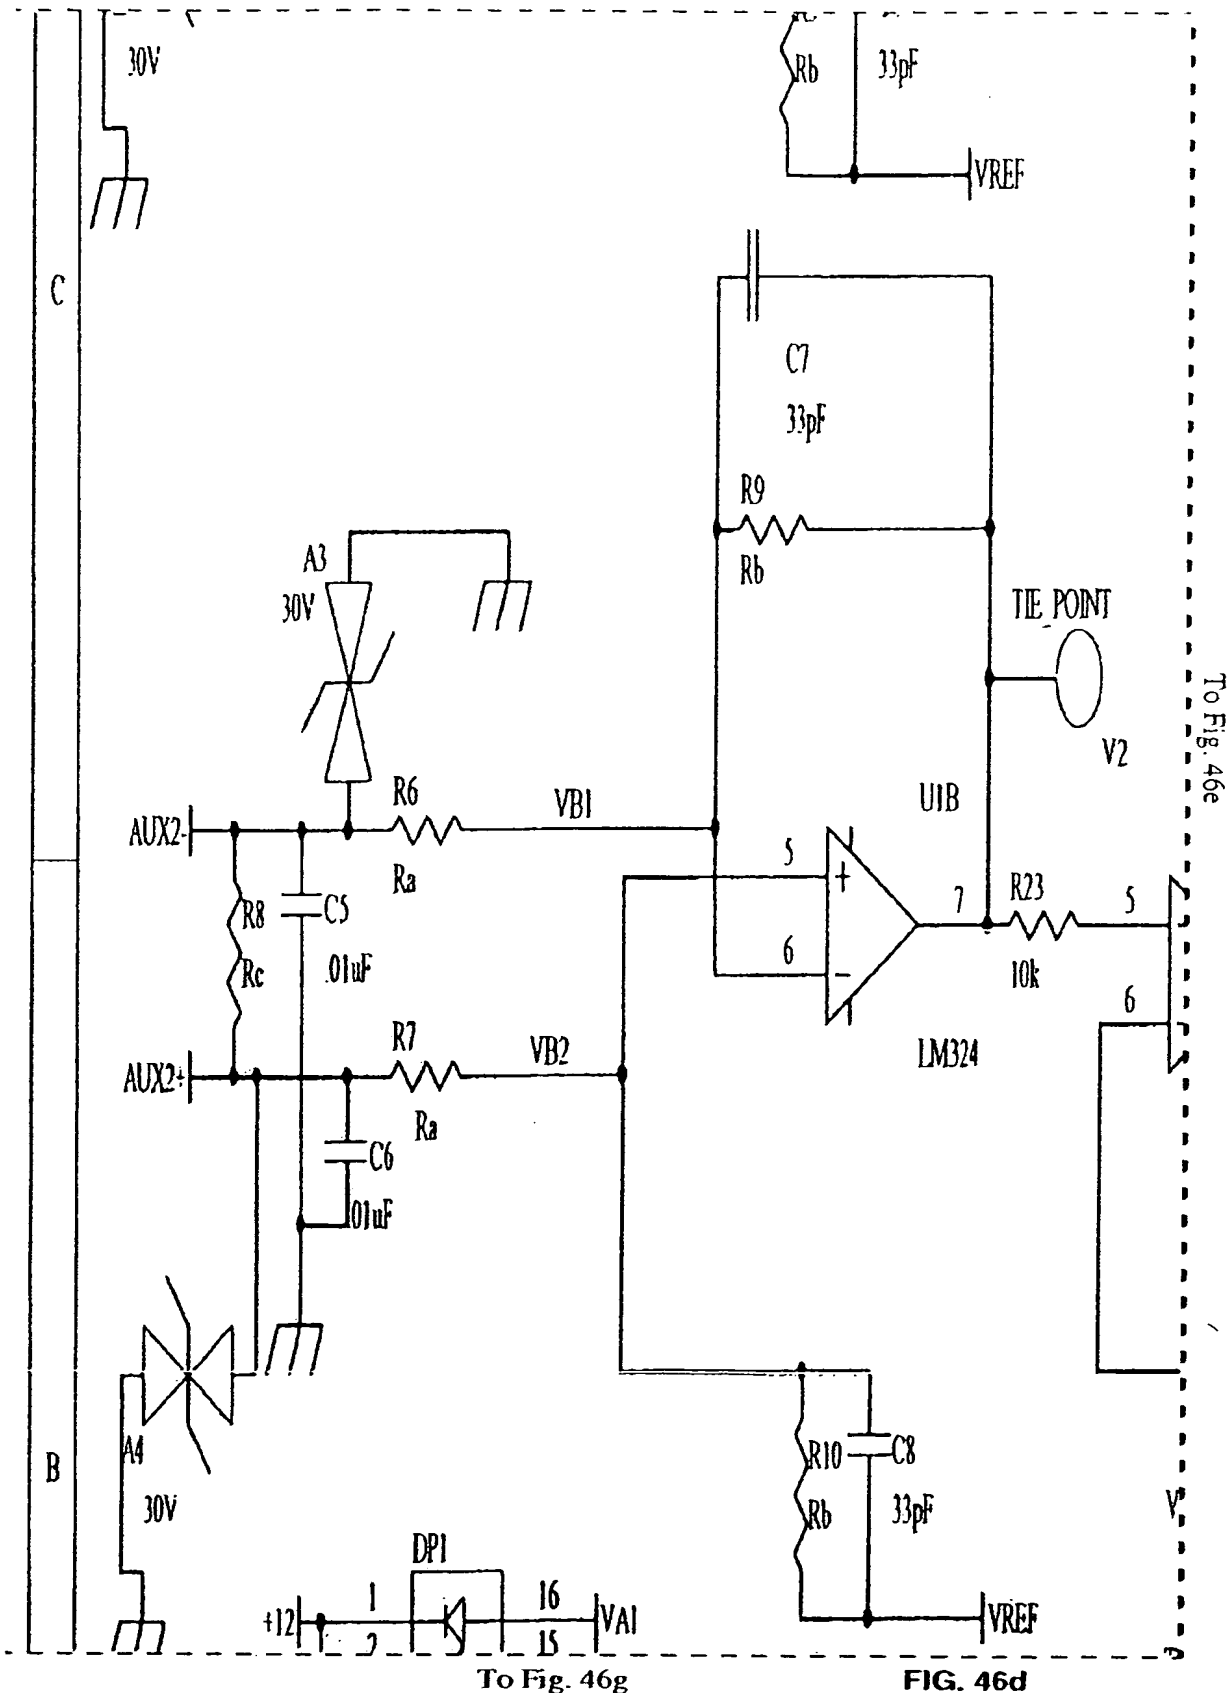 30V
Rb
33pF
VREF
C
C7
33pF
R9
Rb
A3
30V
TIE POINT
V2
To Fig. 46e
U1B
R6
VB1
AUX2-
Ra
5
+
7
R23
5
R8
C5
6
-
10k
6
Rc
.01uF
R7
VB2
LM324
AUX2+
Ra
C6
.01uF
B
A4
30V
R10
C8
Rb
33pF
V
DP1
+12
1
16
VA1
2
15
VREF
To Fig. 46g
FIG. 46d